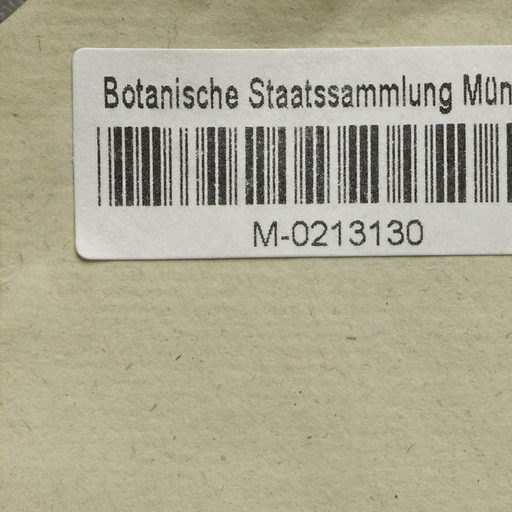 Botanische Staatssammlung Mün
M-0213130